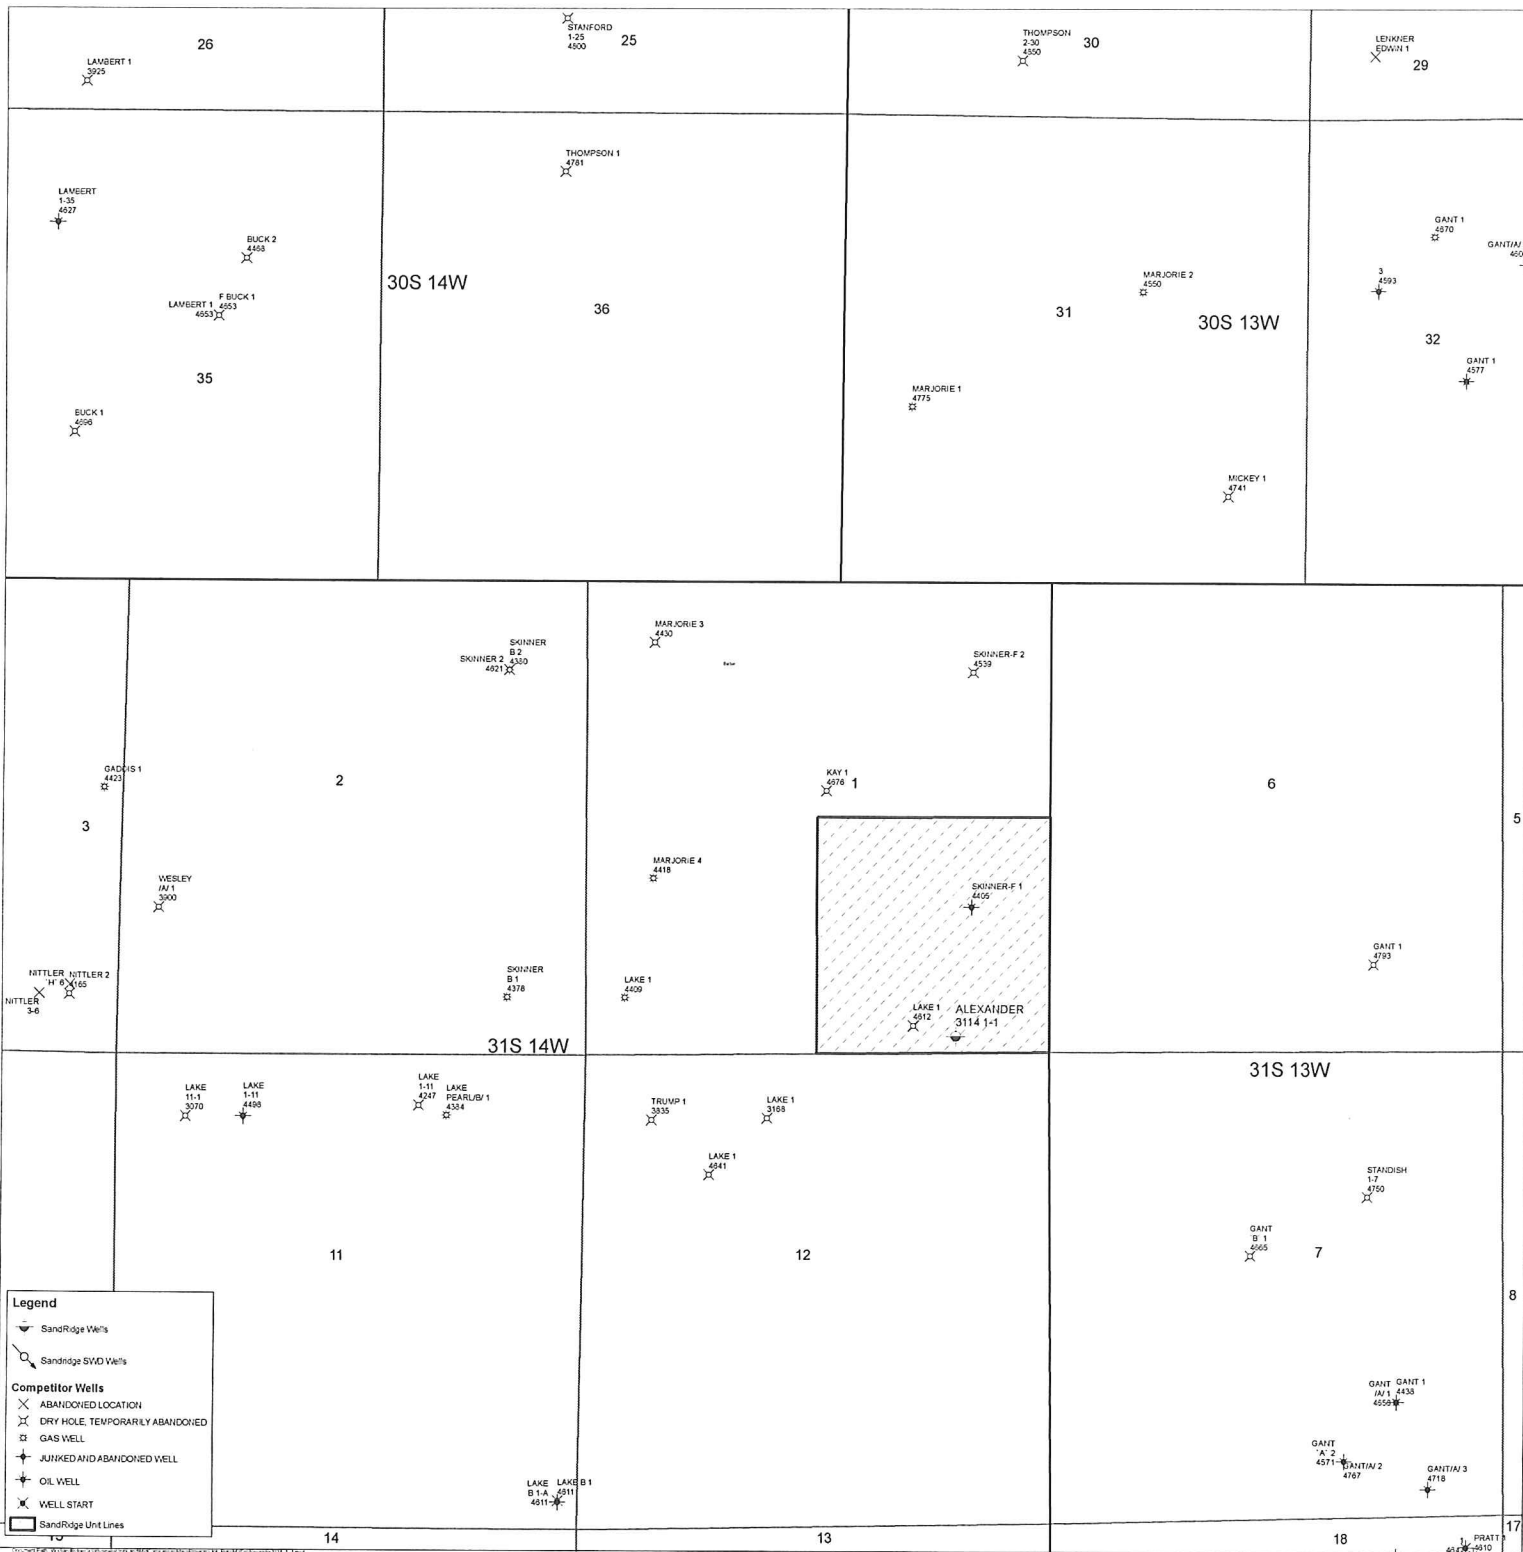 26
LAMBERT 1
3925
STANFORD
1-25
4800
25
THOMPSON
2-30
4850
30
LENKNER
EDWIN 1
29
LAMBERT
1-35
4627
BUCK 2
4468
LAMBERT 1
4653
F BUCK 1
4653
35
BUCK 1
4696
30S 14W
THOMPSON 1
4781
36
MARJORIE 2
4550
31
30S 13W
MARJORIE 1
4775
MICKEY 1
4741
GANT 1
4670
GANT/A/
460
3
4593
32
GANT 1
4577
GADDIS 1
4423
3
WESLEY
/A/ 1
3900
NITTLER
'H' 6
NITTLER 2
4165
NITTLER
3-6
2
SKINNER
B 2
4380
SKINNER 2
4621
SKINNER
B 1
4378
31S 14W
MARJORIE 3
4430
SKINNER-F 2
4539
KAY 1
4676
1
MARJORIE 4
4418
LAKE 1
4409
SKINNER-F 1
4405
LAKE 1
4612
ALEXANDER
3114 1-1
6
5
GANT 1
4793
31S 13W
LAKE
11-1
3070
LAKE
1-11
4498
LAKE
1-11
4247
LAKE
PEARL/B/ 1
4384
11
TRUMP 1
3835
LAKE 1
3168
LAKE 1
4641
12
STANDISH
1-7
4750
GANT
'B' 1
4665
7
8
GANT
/A/ 1
4656
GANT 1
4438
GANT
'A' 2
4571
GANT/A/ 2
4767
GANT/A/ 3
4718
LAKE
B 1-A
4611
LAKE B 1
4611
Legend
SandRidge Wells
Sandridge SWD Wells
Competitor Wells
ABANDONED LOCATION
DRY HOLE, TEMPORARILY ABANDONED
GAS WELL
JUNKED AND ABANDONED WELL
OIL WELL
WELL START
SandRidge Unit Lines
14
13
18
17
PRATT 1
4610